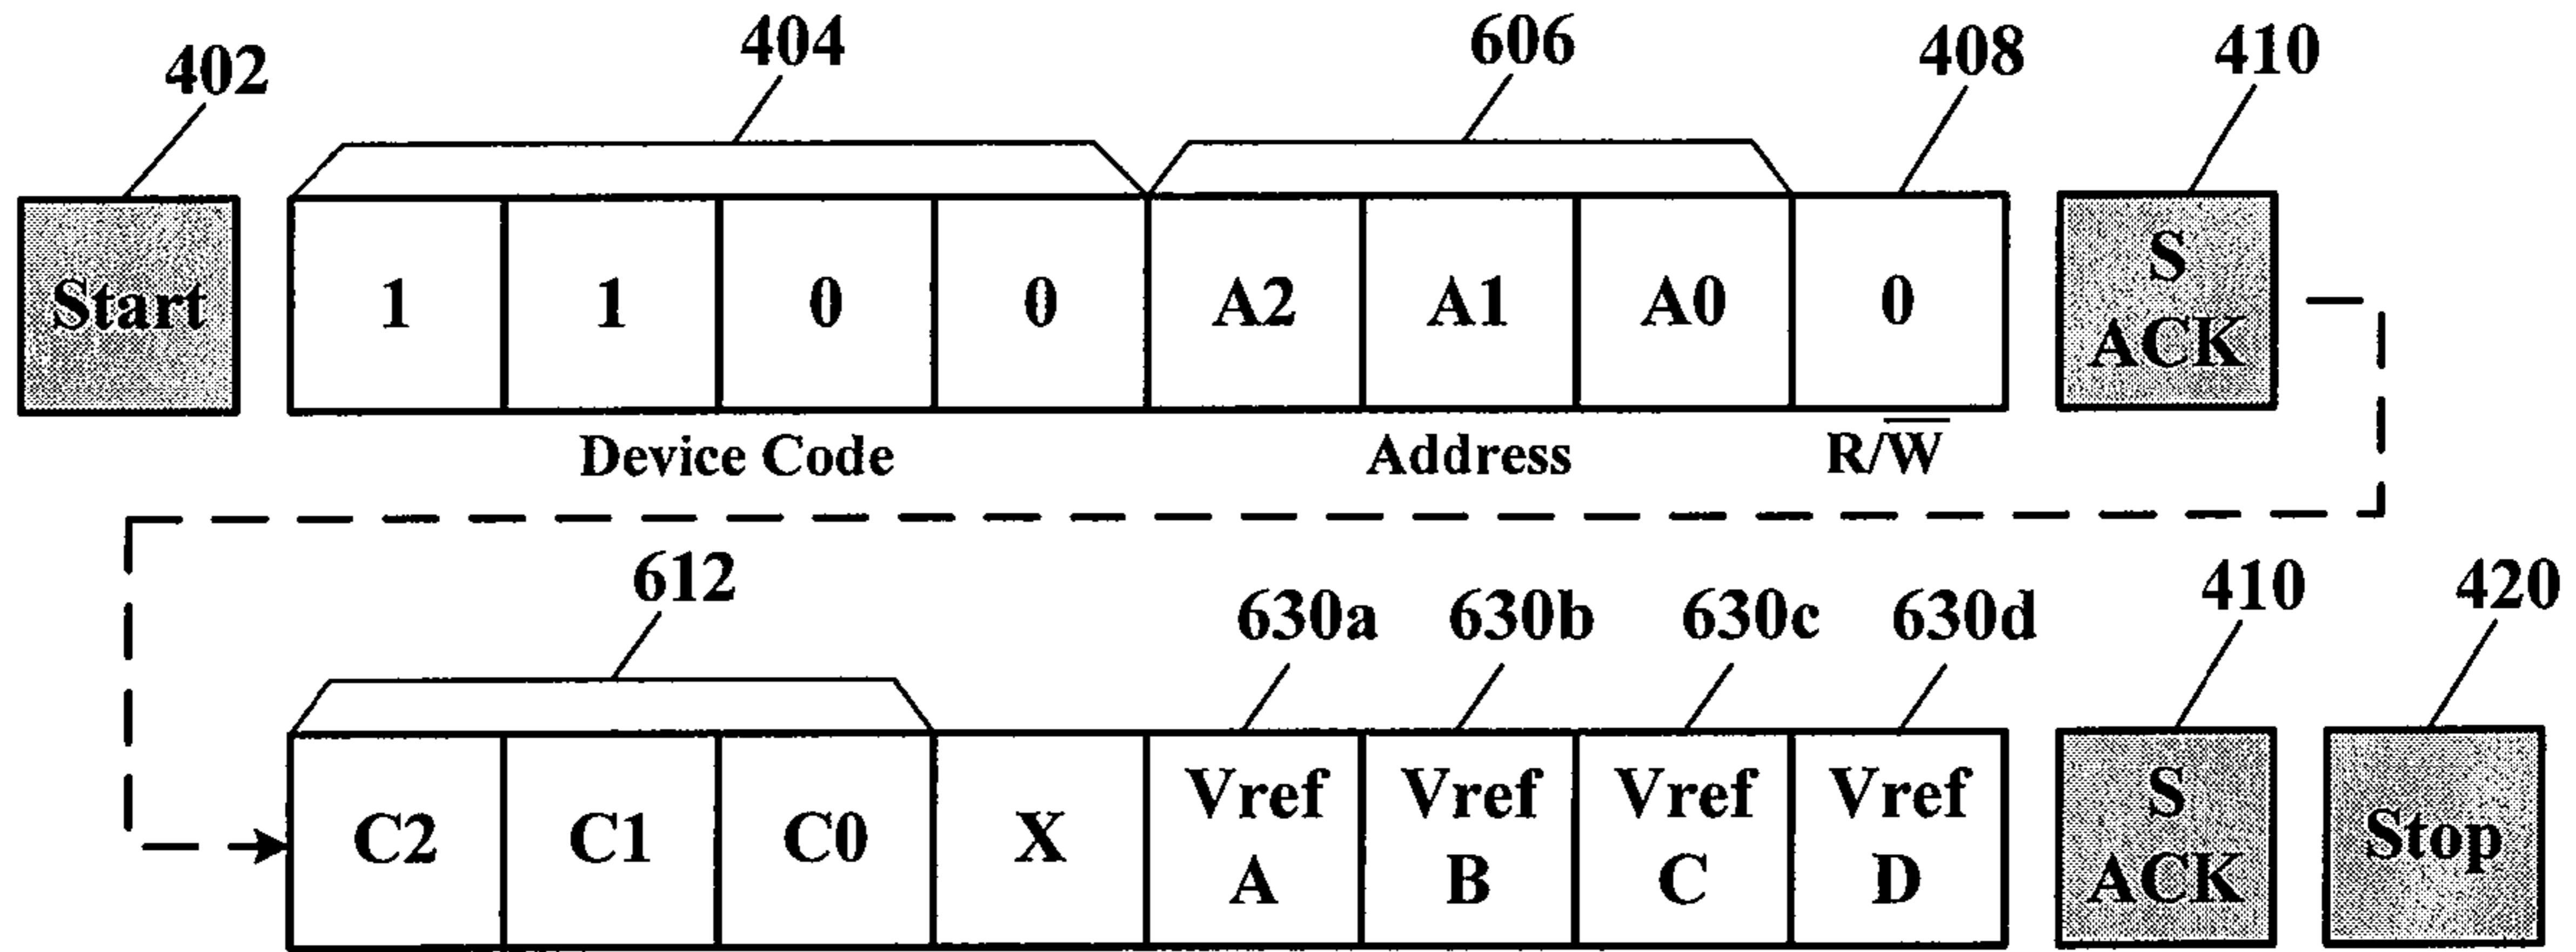 402 404 606 408 410
Start 1 1 0 0 A2 A1 A0 0 S ACK
Device Code Address R/W̅
612 630a 630b 630c 630d 410 420
C2 C1 C0 X Vref A Vref B Vref C Vref D S ACK Stop